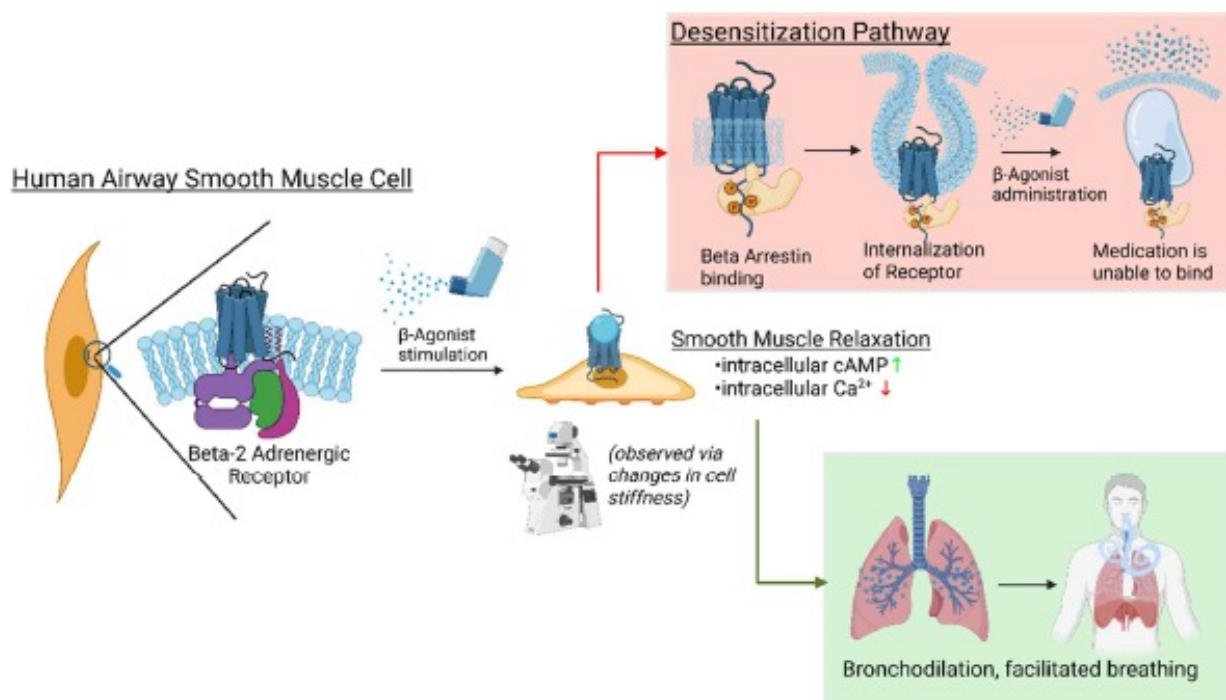 Desensitization Pathway
Human Airway Smooth Muscle Cell
Beta-2 Adrenergic
Receptor
β-Agonist
stimulation
Beta Arrestin
binding
Internalization
of Receptor
β-Agonist
administration
Medication is
unable to bind
Smooth Muscle Relaxation
•intracellular cAMP ↑
•intracellular Ca²⁺ ↓
(observed via
changes in cell
stiffness)
Bronchodilation, facilitated breathing